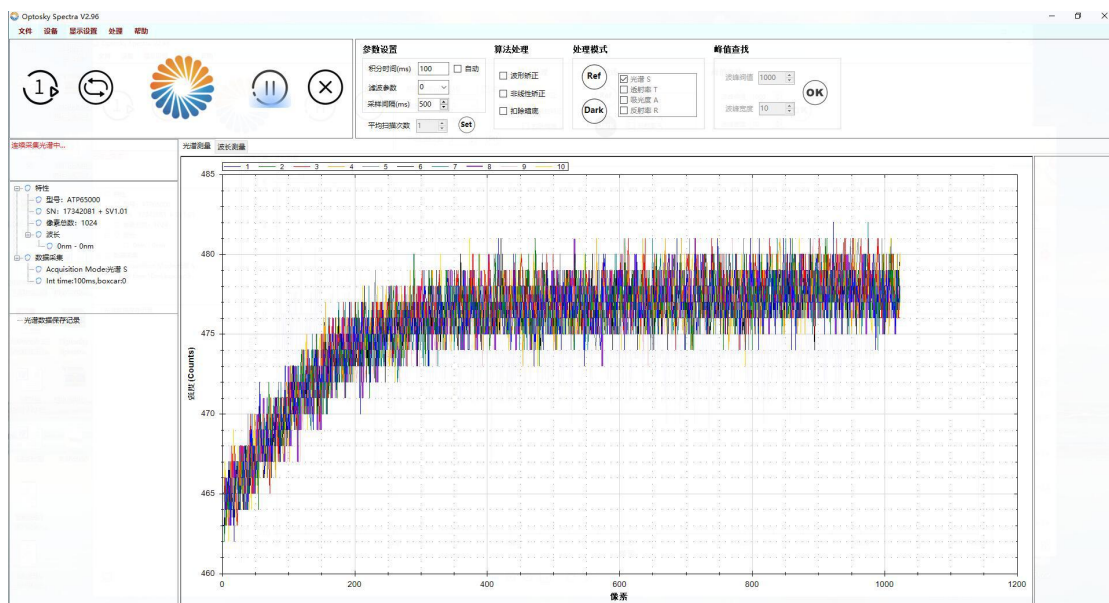 Optosky Spectra V2.96
文件 设备 显示设置 处理 帮助
1
参数设置
积分时间(ms) 100 自动
滤波参数 0
采样间隔(ms) 500
平均扫描次数 1 Set
算法处理
波形矫正
非线性矫正
扣除暗底
处理模式
Ref
Dark
光谱 S
透射率 T
吸光度 A
反射率 R
峰值查找
波峰阈值 1000
波峰宽度 10
OK
连续采集光谱中...
特性
型号: ATP65000
SN: 17342081 + SV1.01
像素总数: 1024
波长
0nm - 0nm
数据采集
Acquisition Mode:光谱 S
Int time:100ms,boxcar:0
光谱数据保存记录
光谱测量 波长测量
1 2 3 4 5 6 7 8 9 10
485
480
475
470
465
460
强度 (Counts)
0 200 400 600 800 1000 1200
像素